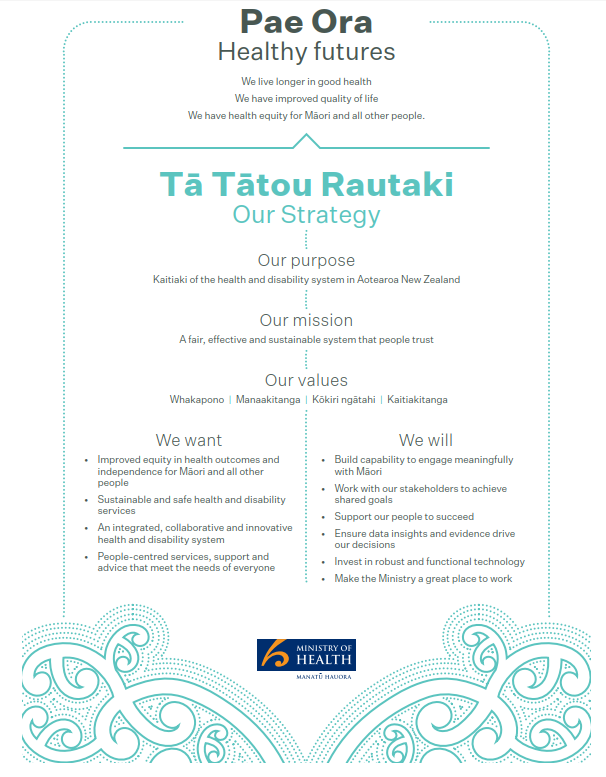 Pae Ora
Healthy futures
We live longer in good health
We have improved quality of life
We have health equity for Māori and all other people.
Tā Tātou Rautaki
Our Strategy
Our purpose
Kaitiaki of the health and disability system in Aotearoa New Zealand
Our mission
A fair, effective and sustainable system that people trust
Our values
Whakapono | Manaakitanga | Kōkiri ngātahi | Kaitiakitanga
We want
• Improved equity in health outcomes and
independence for Māori and all other
people
• Sustainable and safe health and disability
services
• An integrated, collaborative and innovative
health and disability system
• People-centred services, support and
advice that meet the needs of everyone
We will
• Build capability to engage meaningfully
with Māori
• Work with our stakeholders to achieve
shared goals
• Support our people to succeed
• Ensure data insights and evidence drive
our decisions
• Invest in robust and functional technology
• Make the Ministry a great place to work
MINISTRY OF
HEALTH
MANATŪ HAUORA